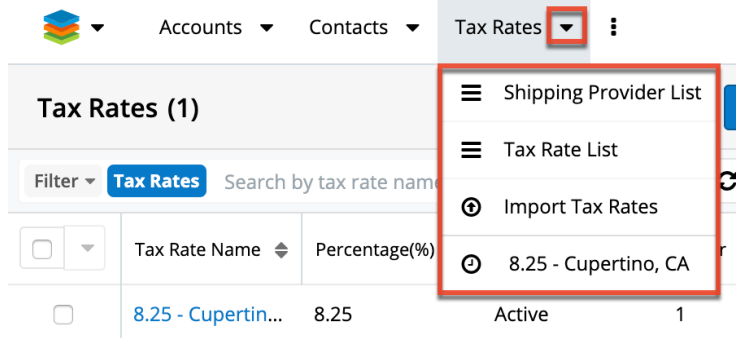 Accounts Contacts Tax Rates
Shipping Provider List
Tax Rates (1)
Tax Rate List
Filter Tax Rates Search by tax rate name
Import Tax Rates
Tax Rate Name Percentage(%) r
8.25 - Cupertino, CA
8.25 - Cupertin... 8.25 Active 1